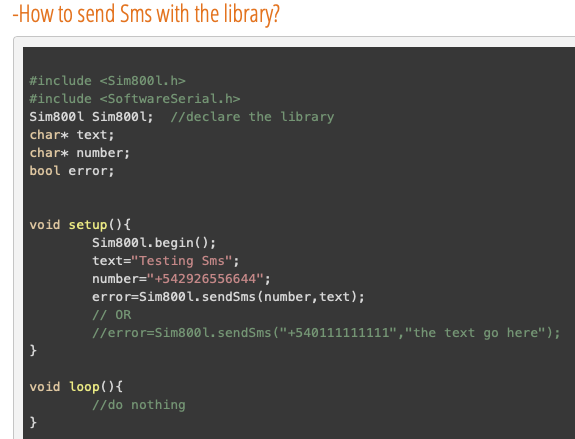 -How to send Sms with the library?
#include <Sim800l.h>
#include <SoftwareSerial.h>
Sim800l Sim800l;  //declare the library
char* text;
char* number;
bool error;
void setup(){
        Sim800l.begin();
        text="Testing Sms";
        number="+542926556644";
        error=Sim800l.sendSms(number,text);
        // OR
        //error=Sim800l.sendSms("+540111111111","the text go here");
}
void loop(){
        //do nothing
}